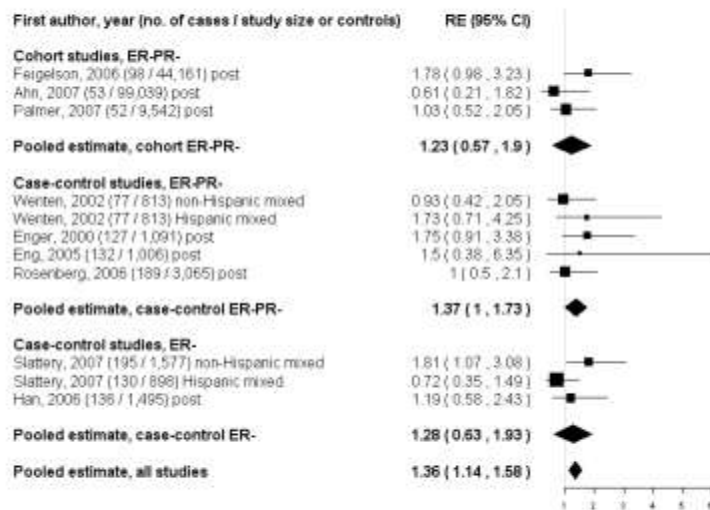 First author, year (no. of cases / study size or controls) RE (95% CI)
Cohort studies, ER-PR-
Feigelson, 2006 (98 / 44,161) post 1.78 ( 0.98 , 3.23 )
Ahn, 2007 (53 / 99,039) post 0.61 ( 0.21 , 1.82 )
Palmer, 2007 (52 / 9,542) post 1.03 ( 0.52 , 2.05 )
Pooled estimate, cohort ER-PR- 1.23 ( 0.57 , 1.9 )
Case-control studies, ER-PR-
Wenten, 2002 (77 / 813) non-Hispanic mixed 0.93 ( 0.42 , 2.05 )
Wenten, 2002 (77 / 813) Hispanic mixed 1.73 ( 0.71 , 4.25 )
Enger, 2000 (127 / 1,091) post 1.75 ( 0.91 , 3.38 )
Eng, 2005 (132 / 1,006) post 1.5 ( 0.38 , 6.35 )
Rosenberg, 2006 (189 / 3,065) post 1 ( 0.5 , 2.1 )
Pooled estimate, case-control ER-PR- 1.37 ( 1 , 1.73 )
Case-control studies, ER-
Slattery, 2007 (195 / 1,577) non-Hispanic mixed 1.81 ( 1.07 , 3.08 )
Slattery, 2007 (130 / 898) Hispanic mixed 0.72 ( 0.35 , 1.49 )
Han, 2006 (136 / 1,495) post 1.19 ( 0.58 , 2.43 )
Pooled estimate, case-control ER- 1.28 ( 0.63 , 1.93 )
Pooled estimate, all studies 1.36 ( 1.14 , 1.58 )
1 2 3 4 5 6